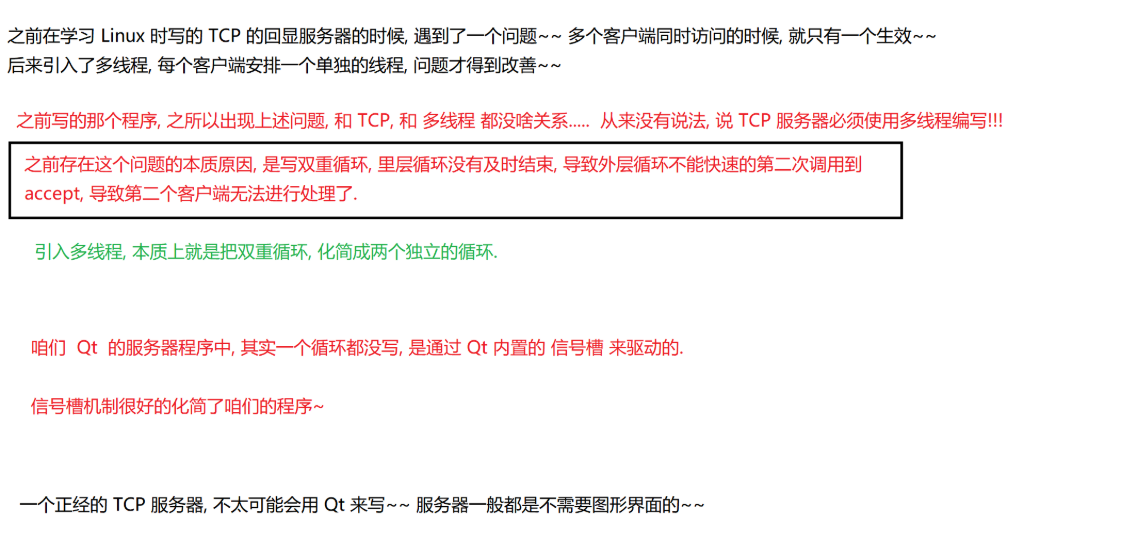 之前在学习 Linux 时写的 TCP 的回显服务器的时候, 遇到了一个问题~~ 多个客户端同时访问的时候, 就只有一个生效~~
后来引入了多线程, 每个客户端安排一个单独的线程, 问题才得到改善~~
之前写的那个程序, 之所以出现上述问题, 和 TCP, 和 多线程 都没啥关系..... 从来没有说法, 说 TCP 服务器必须使用多线程编写!!!
之前存在这个问题的本质原因, 是写双重循环, 里层循环没有及时结束, 导致外层循环不能快速的第二次调用到
accept, 导致第二个客户端无法进行处理了.
引入多线程, 本质上就是把双重循环, 化简成两个独立的循环.
咱们 Qt 的服务器程序中, 其实一个循环都没写, 是通过 Qt 内置的 信号槽 来驱动的.
信号槽机制很好的化简了咱们的程序~
一个正经的 TCP 服务器, 不太可能会用 Qt 来写~~ 服务器一般都是不需要图形界面的~~